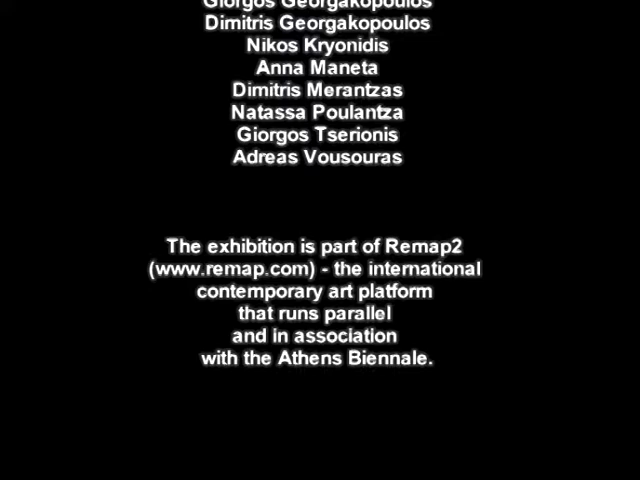 Giorgos Georgakopoulos
Dimitris Georgakopoulos
Nikos Kryonidis
Anna Maneta
Dimitris Merantzas
Natassa Poulantza
Giorgos Tserionis
Adreas Vousouras
The exhibition is part of Remap2
(www.remap.com) - the international
contemporary art platform
that runs parallel
and in association
with the Athens Biennale.